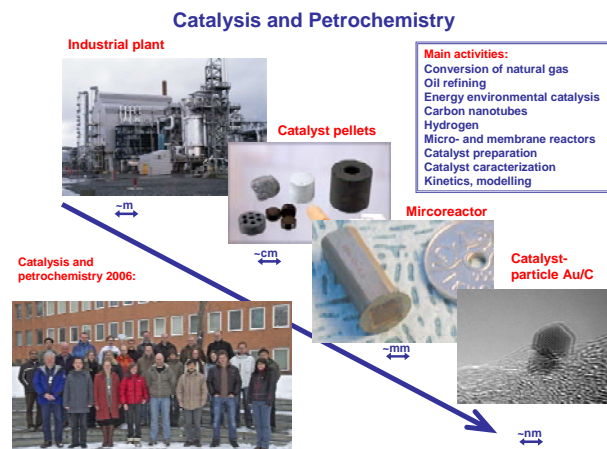 Catalysis and Petrochemistry
Industrial plant
Main activities:
Conversion of natural gas
Oil refining
Energy environmental catalysis
Carbon nanotubes
Hydrogen
Micro- and membrane reactors
Catalyst preparation
Catalyst caracterization
Kinetics, modelling
Catalyst pellets
~m
Mircoreactor
~cm
Catalysis and
petrochemistry 2006:
Catalyst-
particle Au/C
~mm
~nm